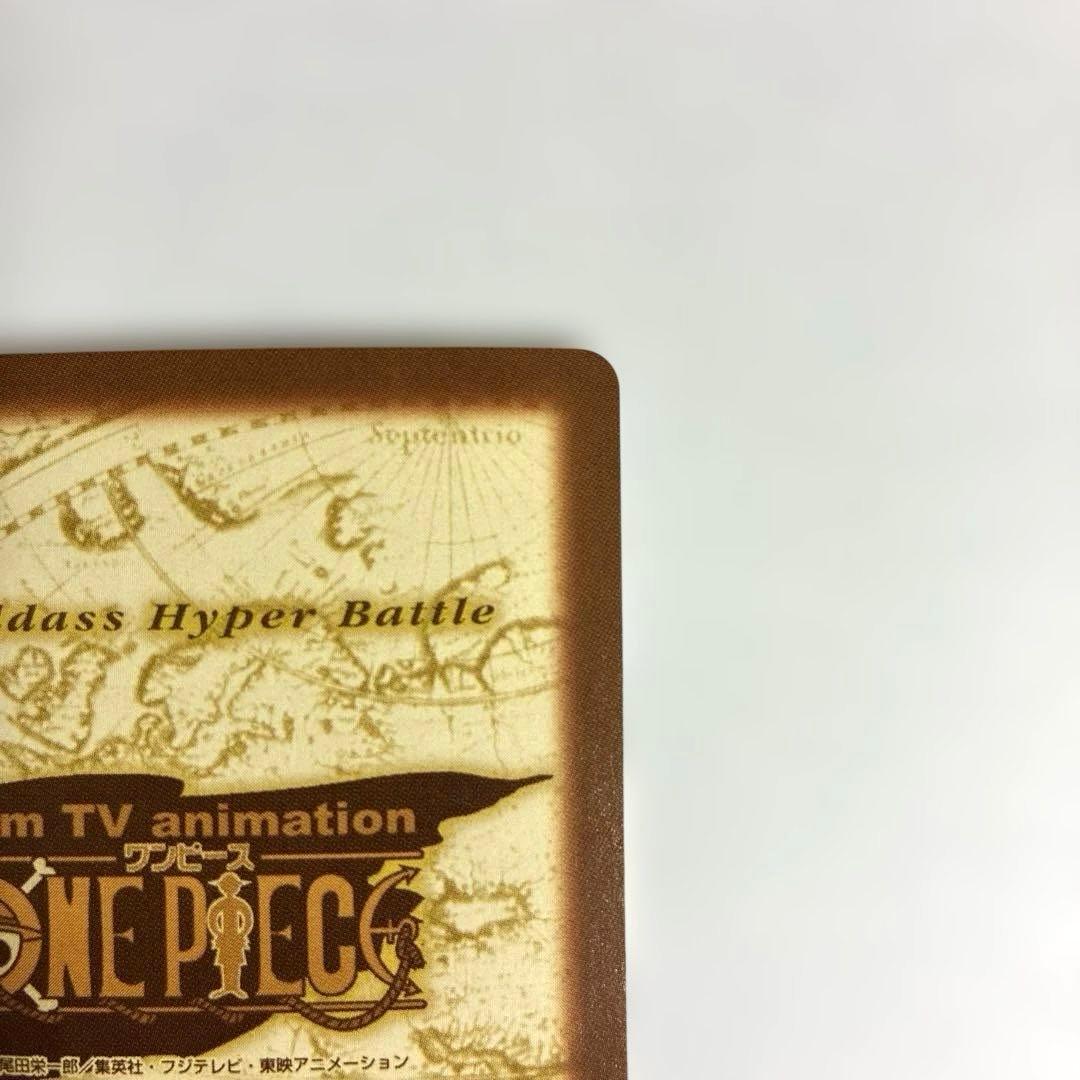 Septentrio
ddass Hyper Battle
m TV animation
ワンピース
ONE PIECE
尾田栄一郎／集英社・フジテレビ・東映アニメーション